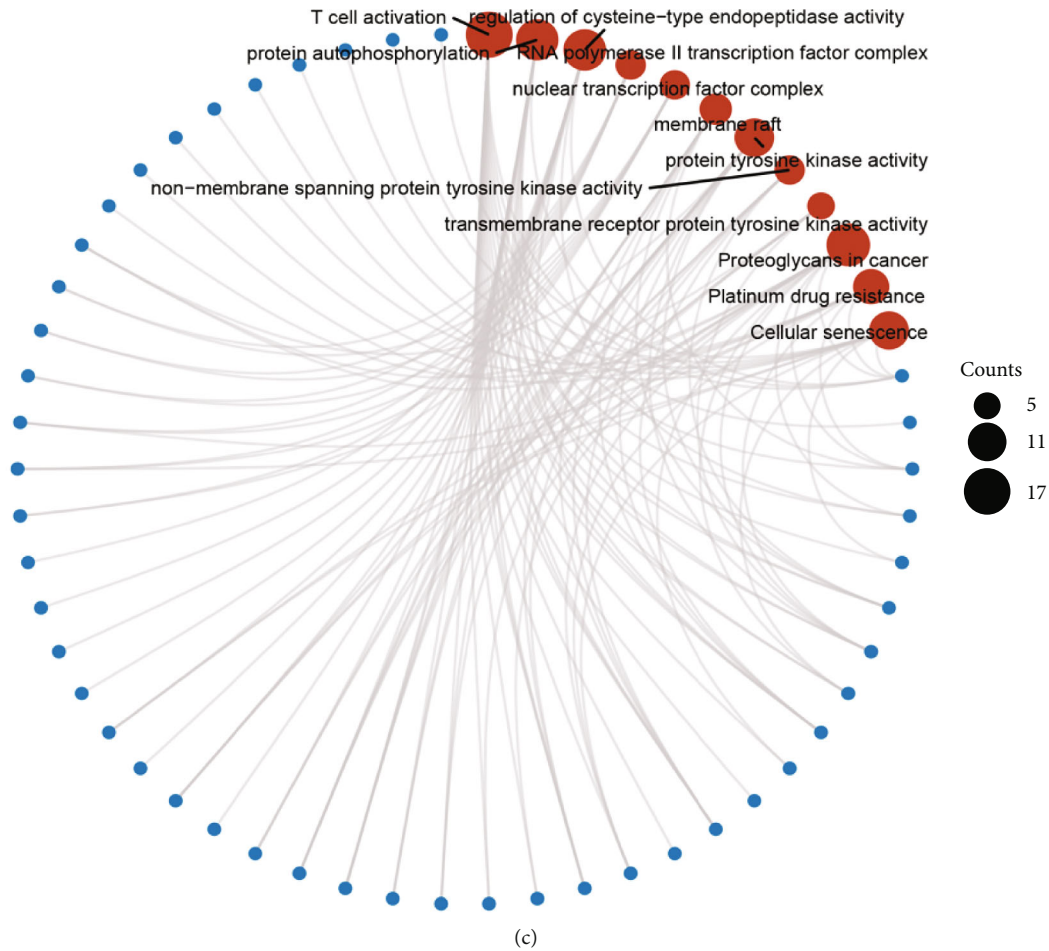 T cell activation
regulation of cysteine−type endopeptidase activity
protein autophosphorylation
RNA polymerase II transcription factor complex
nuclear transcription factor complex
membrane raft
protein tyrosine kinase activity
non−membrane spanning protein tyrosine kinase activity
transmembrane receptor protein tyrosine kinase activity
Proteoglycans in cancer
Platinum drug resistance
Cellular senescence
Counts
5
11
17
(c)